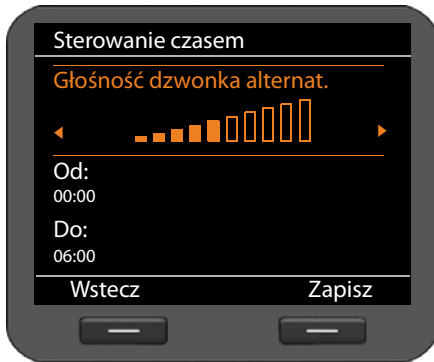 Sterowanie czasem
Głośność dzwonka alternat.
Od:
00:00
Do:
06:00
Wstecz Zapisz